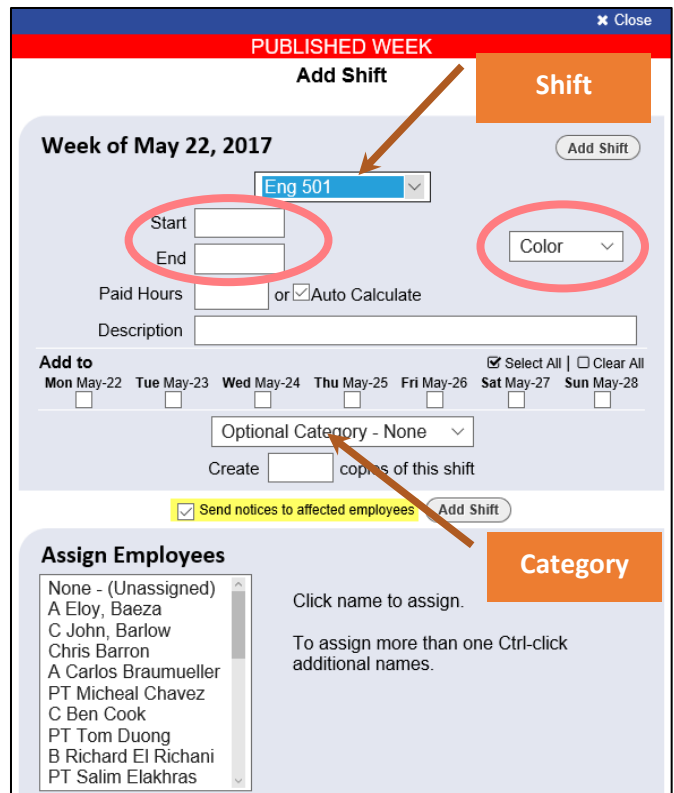 ✖ Close
PUBLISHED WEEK
Add Shift
Shift
Week of May 22, 2017
Add Shift
Eng 501
Start
End
Color
Paid Hours or Auto Calculate
Description
Add to
Select All | Clear All
Mon May-22 Tue May-23 Wed May-24 Thu May-25 Fri May-26 Sat May-27 Sun May-28
Optional Category - None
Create copies of this shift
Send notices to affected employees Add Shift
Assign Employees
Category
None - (Unassigned)
A Eloy, Baeza
C John, Barlow
Chris Barron
A Carlos Braumueller
PT Micheal Chavez
C Ben Cook
PT Tom Duong
B Richard El Richani
PT Salim Elakhras
Click name to assign.
To assign more than one Ctrl-click
additional names.